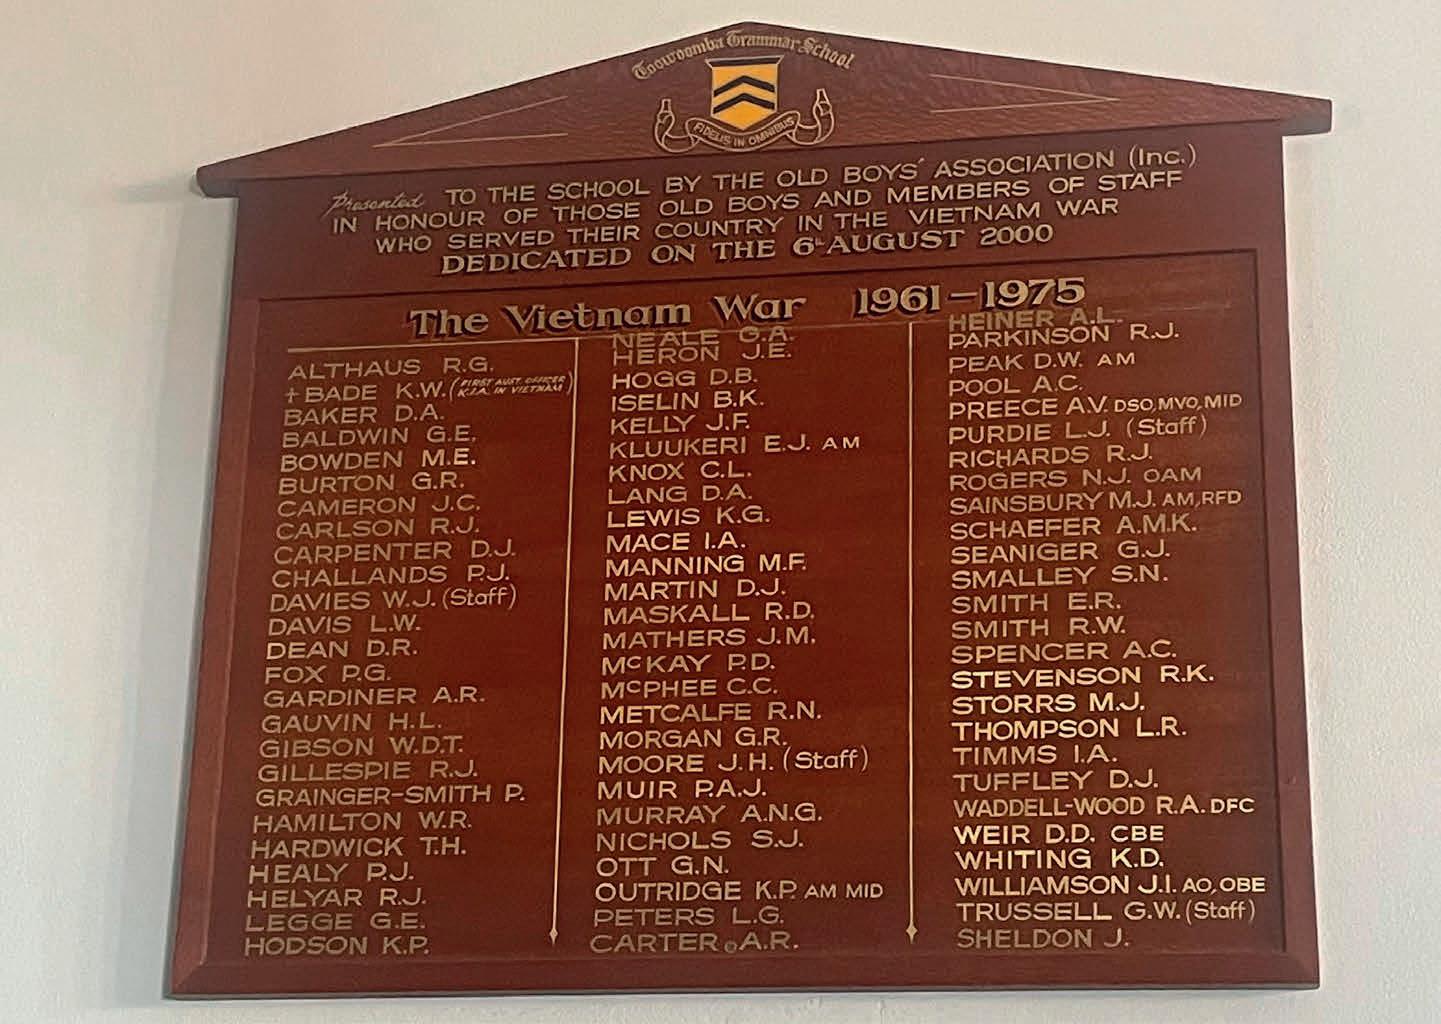 Toowoomba Grammar School
FIDELIS IN OMNIBUS
Presented TO THE SCHOOL BY THE OLD BOYS' ASSOCIATION (Inc.)
IN HONOUR OF THOSE OLD BOYS AND MEMBERS OF STAFF
WHO SERVED THEIR COUNTRY IN THE VIETNAM WAR
DEDICATED ON THE 6th AUGUST 2000
The Vietnam War 1961-1975
ALTHAUS R.G.
† BADE K.W. (FIRST AUST. OFFICER
K.I.A. IN VIETNAM)
BAKER D.A.
BALDWIN G.E.
BOWDEN M.E.
BURTON G.R.
CAMERON J.C.
CARLSON R.J.
CARPENTER D.J.
CHALLANDS P.J.
DAVIES W.J. (Staff)
DAVIS L.W.
DEAN D.R.
FOX P.G.
GARDINER A.R.
GAUVIN H.L.
GIBSON W.D.T.
GILLESPIE R.J.
GRAINGER-SMITH P.
HAMILTON W.R.
HARDWICK T.H.
HEALY P.J.
HELYAR R.J.
LEGGE G.E.
HODSON K.P.
NEALE G.A.
HERON J.E.
HOGG D.B.
ISELIN B.K.
KELLY J.F.
KLUUKERI E.J. AM
KNOX C.L.
LANG D.A.
LEWIS K.G.
MACE I.A.
MANNING M.F.
MARTIN D.J.
MASKALL R.D.
MATHERS J.M.
McKAY P.D.
McPHEE C.C.
METCALFE R.N.
MORGAN G.R.
MOORE J.H. (Staff)
MUIR P.A.J.
MURRAY A.N.G.
NICHOLS S.J.
OTT G.N.
OUTRIDGE K.P. AM MID
PETERS L.G.
CARTER A.R.
HEINER A.L.
PARKINSON R.J.
PEAK D.W. AM
POOL A.C.
PREECE A.V. DSO, MVO, MID
PURDIE L.J. (Staff)
RICHARDS R.J.
ROGERS N.J. OAM
SAINSBURY M.J. AM, RFD
SCHAEFER A.M.K.
SEANIGER G.J.
SMALLEY S.N.
SMITH E.R.
SMITH R.W.
SPENCER A.C.
STEVENSON R.K.
STORRS M.J.
THOMPSON L.R.
TIMMS I.A.
TUFFLEY D.J.
WADDELL-WOOD R.A. DFC
WEIR D.D. CBE
WHITING K.D.
WILLIAMSON J.I. AO, OBE
TRUSSELL G.W. (Staff)
SHELDON J.